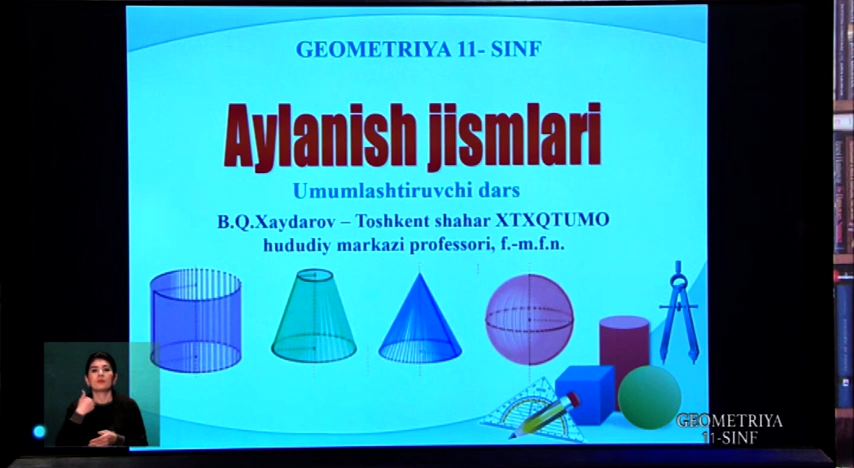 GEOMETRIYA 11- SINF
Aylanish jismlari
Umumlashtiruvchi dars
B.Q.Xaydarov – Toshkent shahar XTXQTUMO
hududiy markazi professori, f.-m.f.n.
GEOMETRIYA
11-SINF